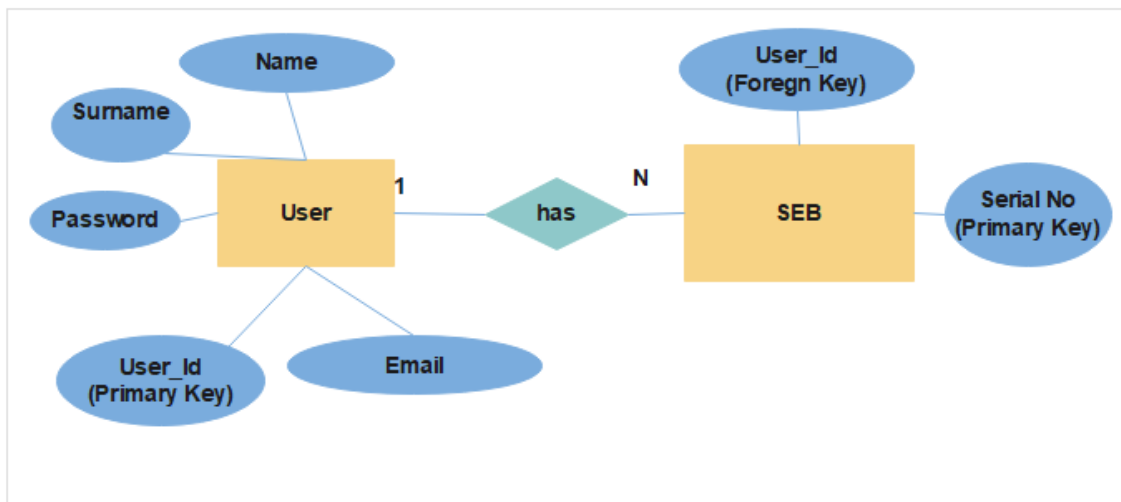 Name
Surname
Password
User
1
has
N
SEB
User_Id
(Foregn Key)
Serial No
(Primary Key)
User_Id
(Primary Key)
Email